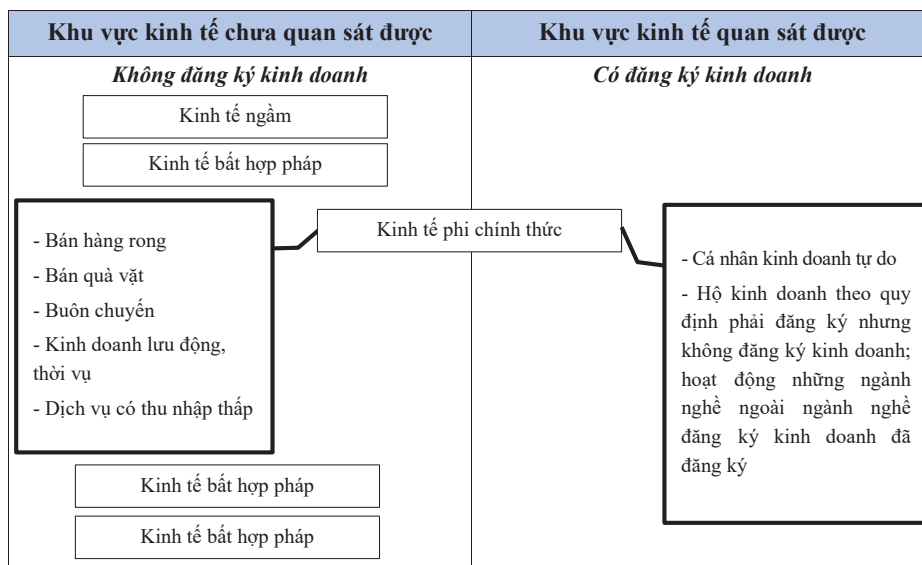 Khu vực kinh tế chưa quan sát được
Khu vực kinh tế quan sát được
Không đăng ký kinh doanh
Có đăng ký kinh doanh
Kinh tế ngầm
Kinh tế bất hợp pháp
Kinh tế phi chính thức
- Bán hàng rong
- Bán quà vặt
- Buôn chuyến
- Kinh doanh lưu động,
thời vụ
- Dịch vụ có thu nhập thấp
- Cá nhân kinh doanh tự do
- Hộ kinh doanh theo quy
định phải đăng ký nhưng
không đăng ký kinh doanh;
hoạt động những ngành
nghề ngoài ngành nghề
đăng ký kinh doanh đã
đăng ký
Kinh tế bất hợp pháp
Kinh tế bất hợp pháp